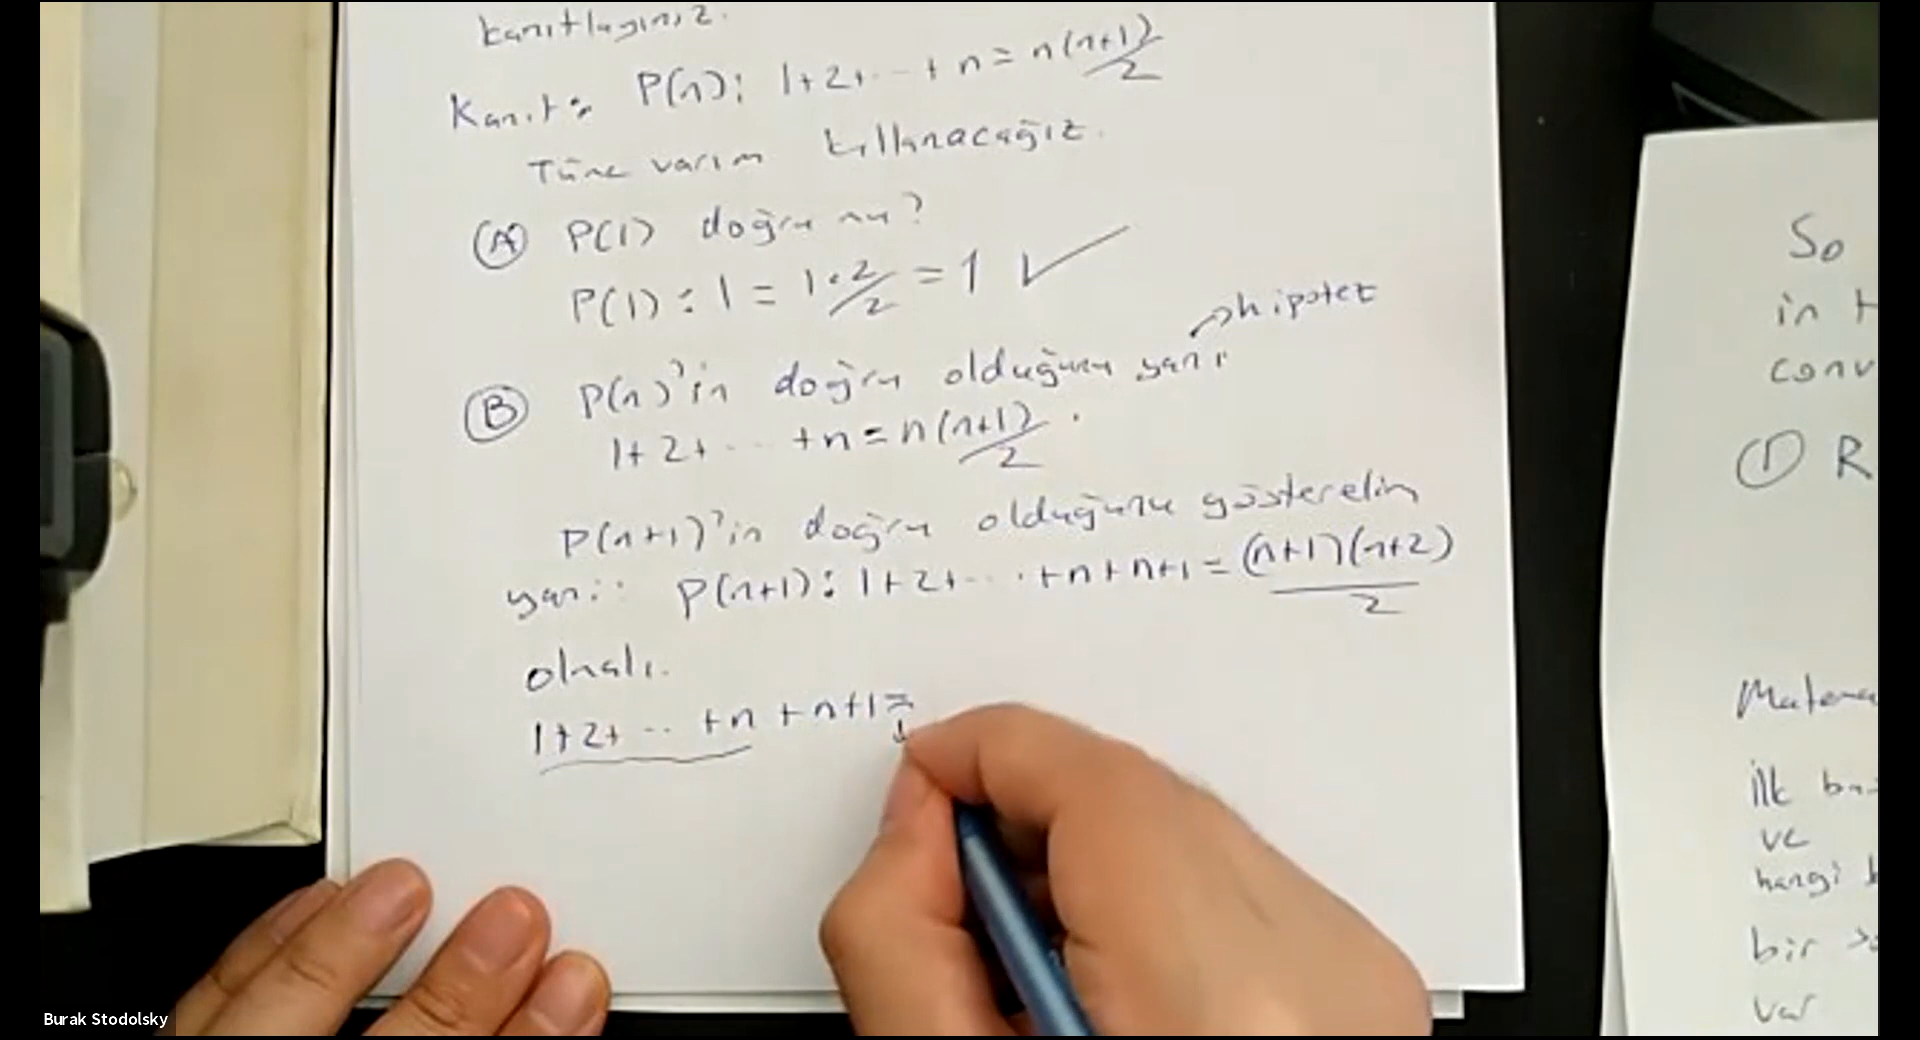 kanıtlayınız.
Kanıt: P(n): 1+2+...+n = n(n+1)/2
Tüme varım kullanacağız.
(A) P(1) doğru mu?
P(1): 1 = 1·2/2 = 1 ✓
→ hipotez
(B) P(n)'in doğru olduğunu yani
1+2+...+n = n(n+1)/2.
P(n+1)'in doğru olduğunu gösterelim
yani: P(n+1): 1+2+...+n+n+1 = (n+1)(n+2)/2
olmalı.
1+2+...+n+n+1=
So
in
conv
① R
Matema
ilk
ve
hangi
bir
var
Burak Stodolsky